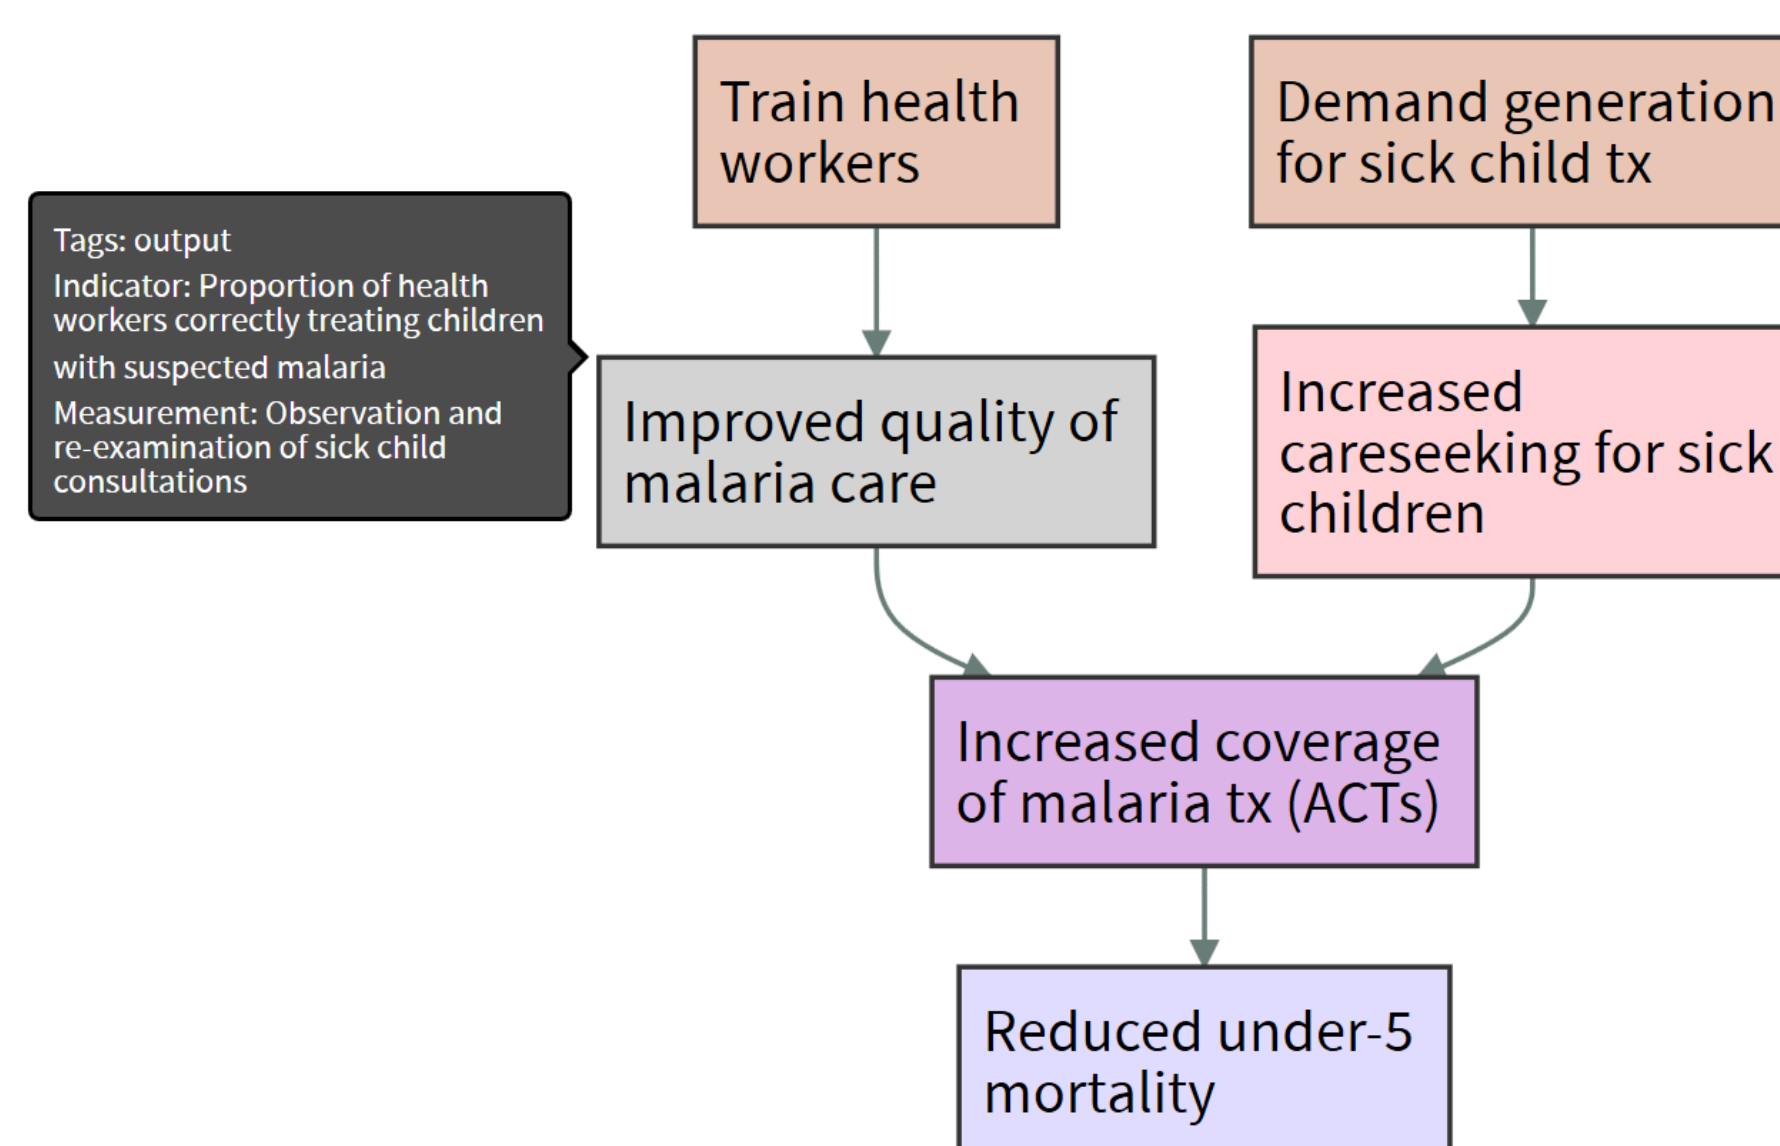 Train health
workers
Demand generation
for sick child tx
Tags: output
Indicator: Proportion of health
workers correctly treating children
with suspected malaria
Measurement: Observation and
re-examination of sick child
consultations
Improved quality of
malaria care
Increased
careseeking for sick
children
Increased coverage
of malaria tx (ACTs)
Reduced under-5
mortality